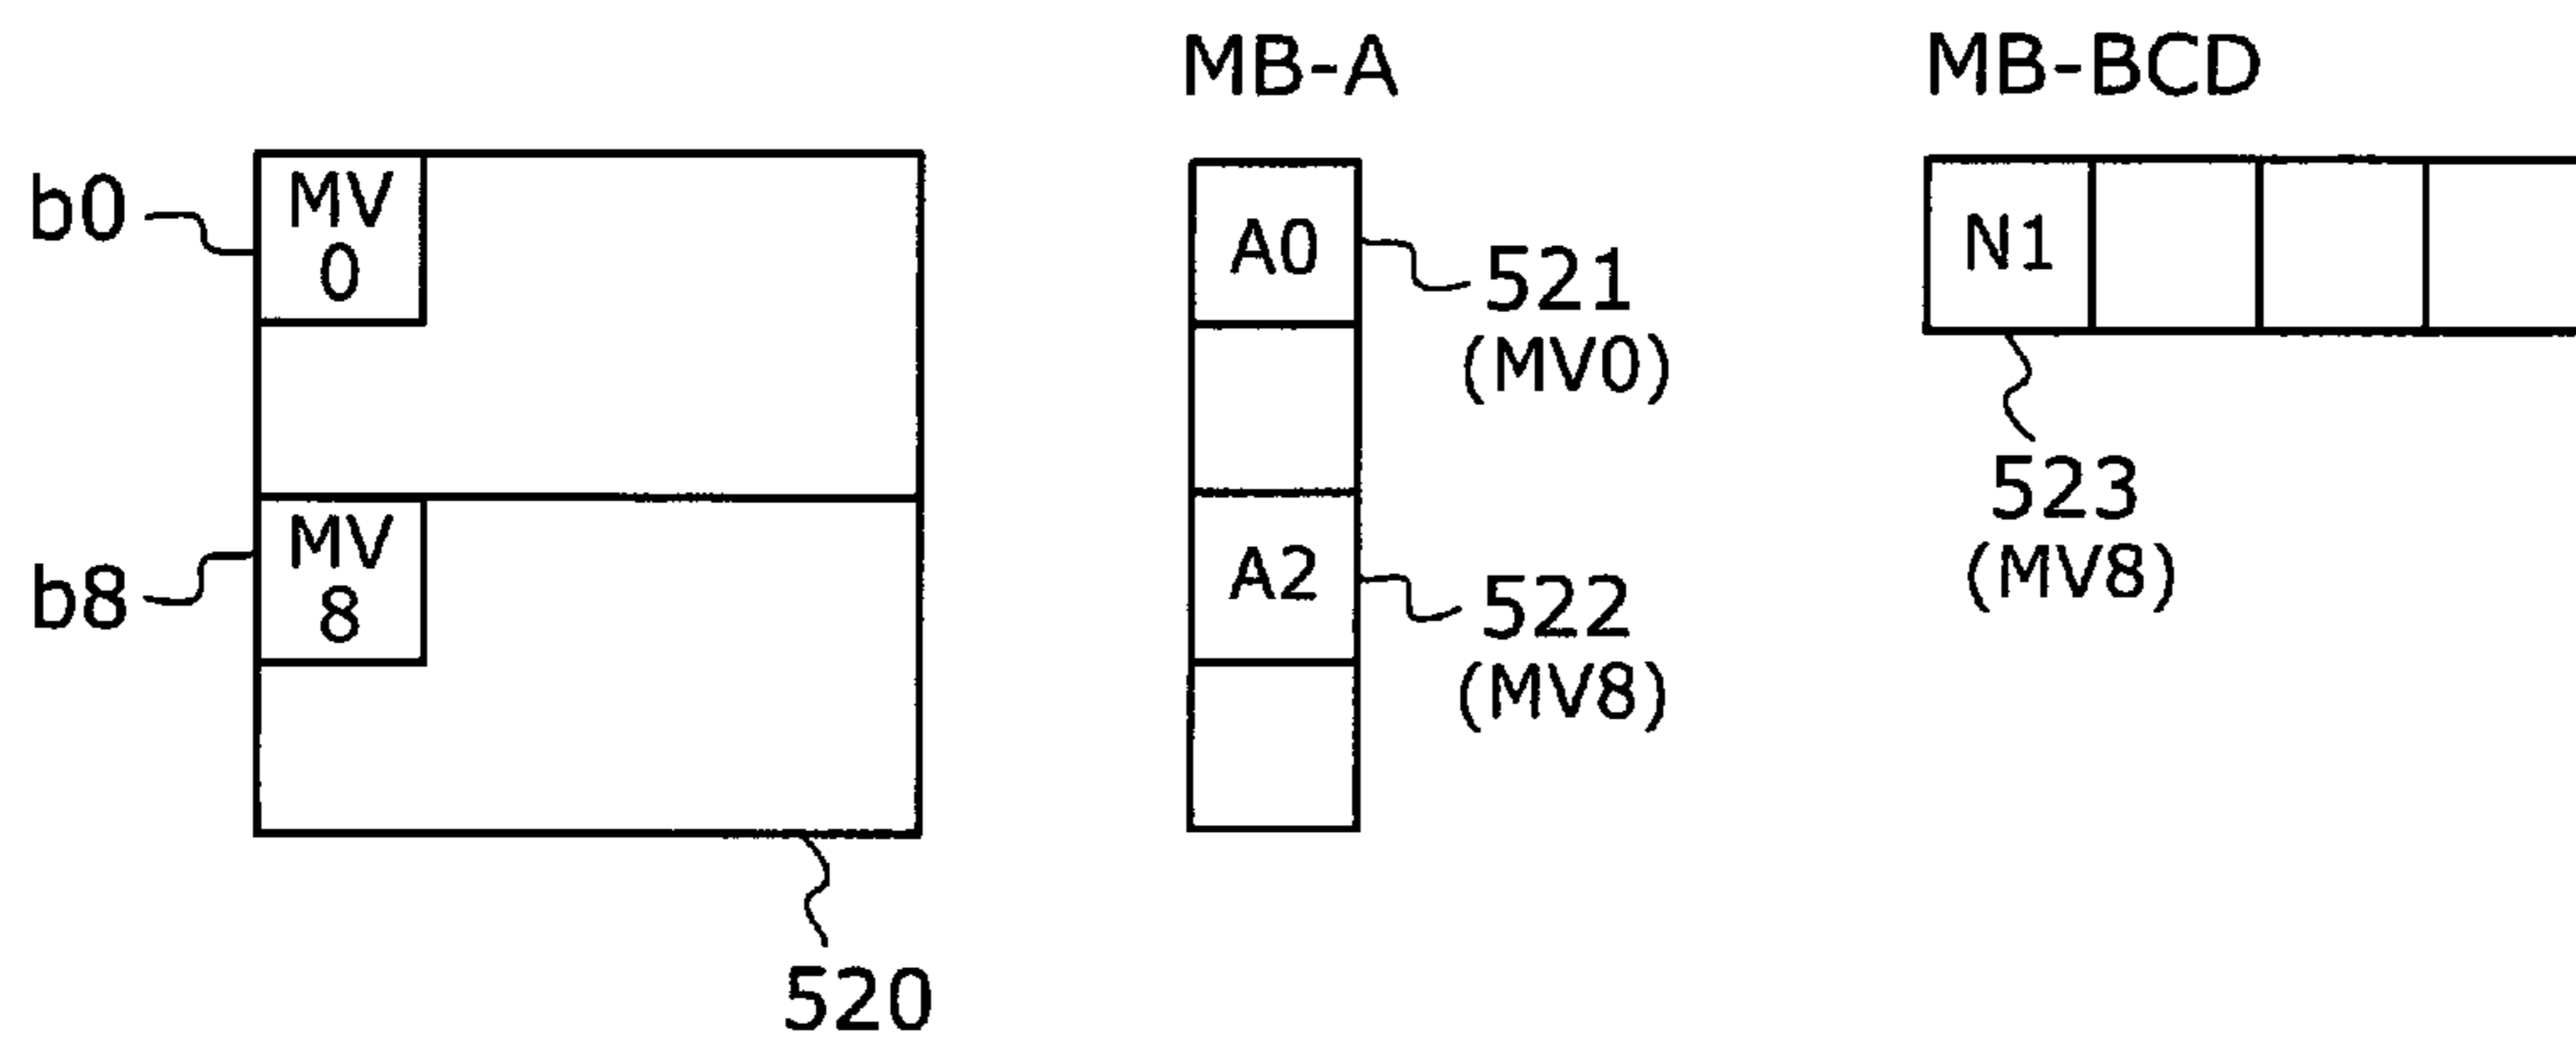 MB-A
MB-BCD
b0
MV
0
A0
521
(MV0)
N1
523
(MV8)
b8
MV
8
A2
522
(MV8)
520